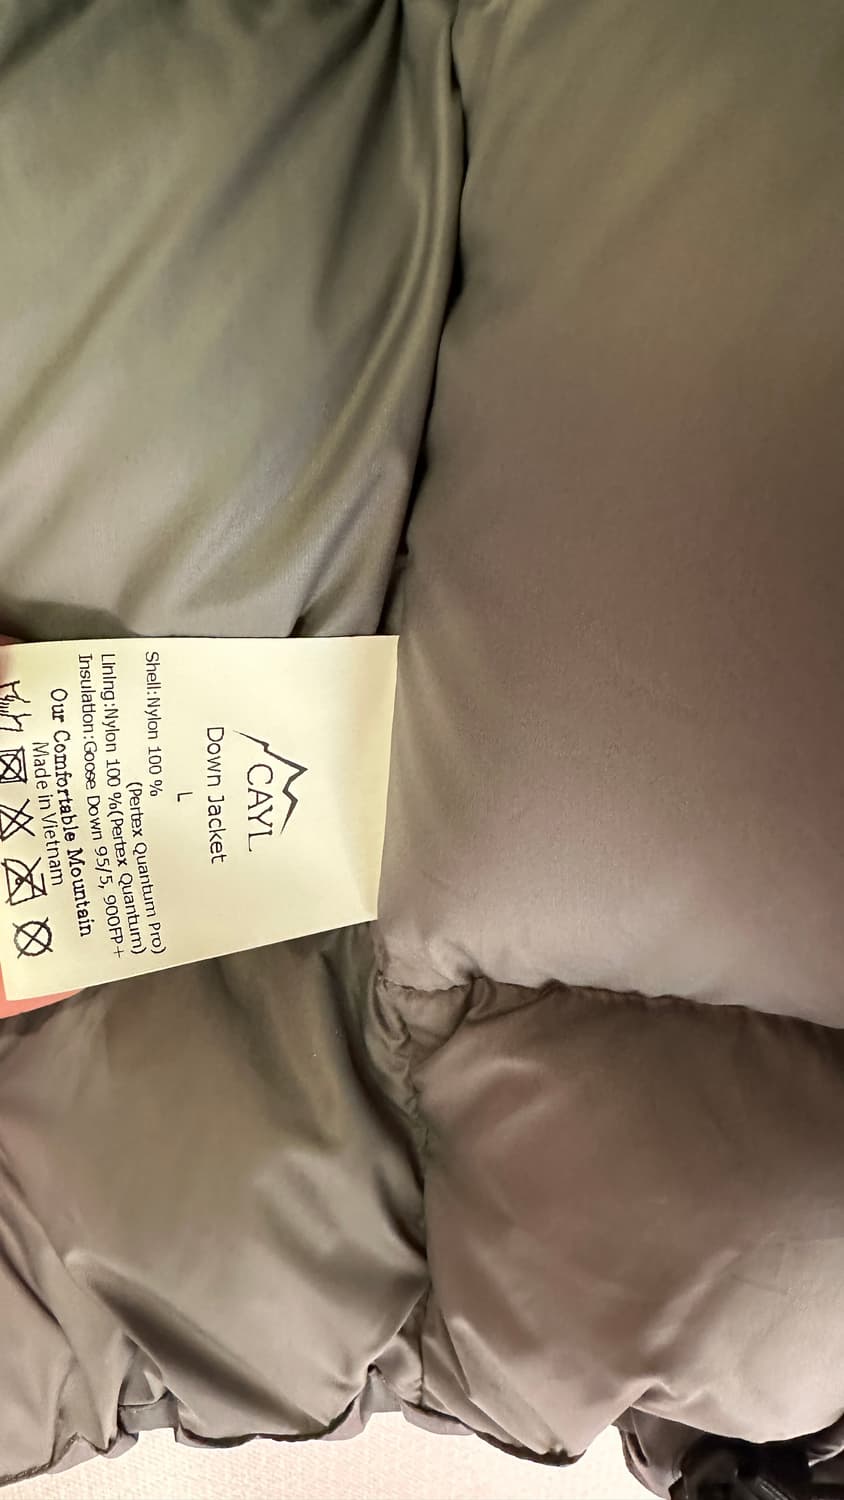 CAYL
Down Jacket
L
Shell:Nylon 100 %
(Pertex Quantum Pro)
Lining:Nylon 100 %(Pertex Quantum)
Insulation:Goose Down 95/5, 900FP+
Our Comfortable Mountain
Made in Vietnam